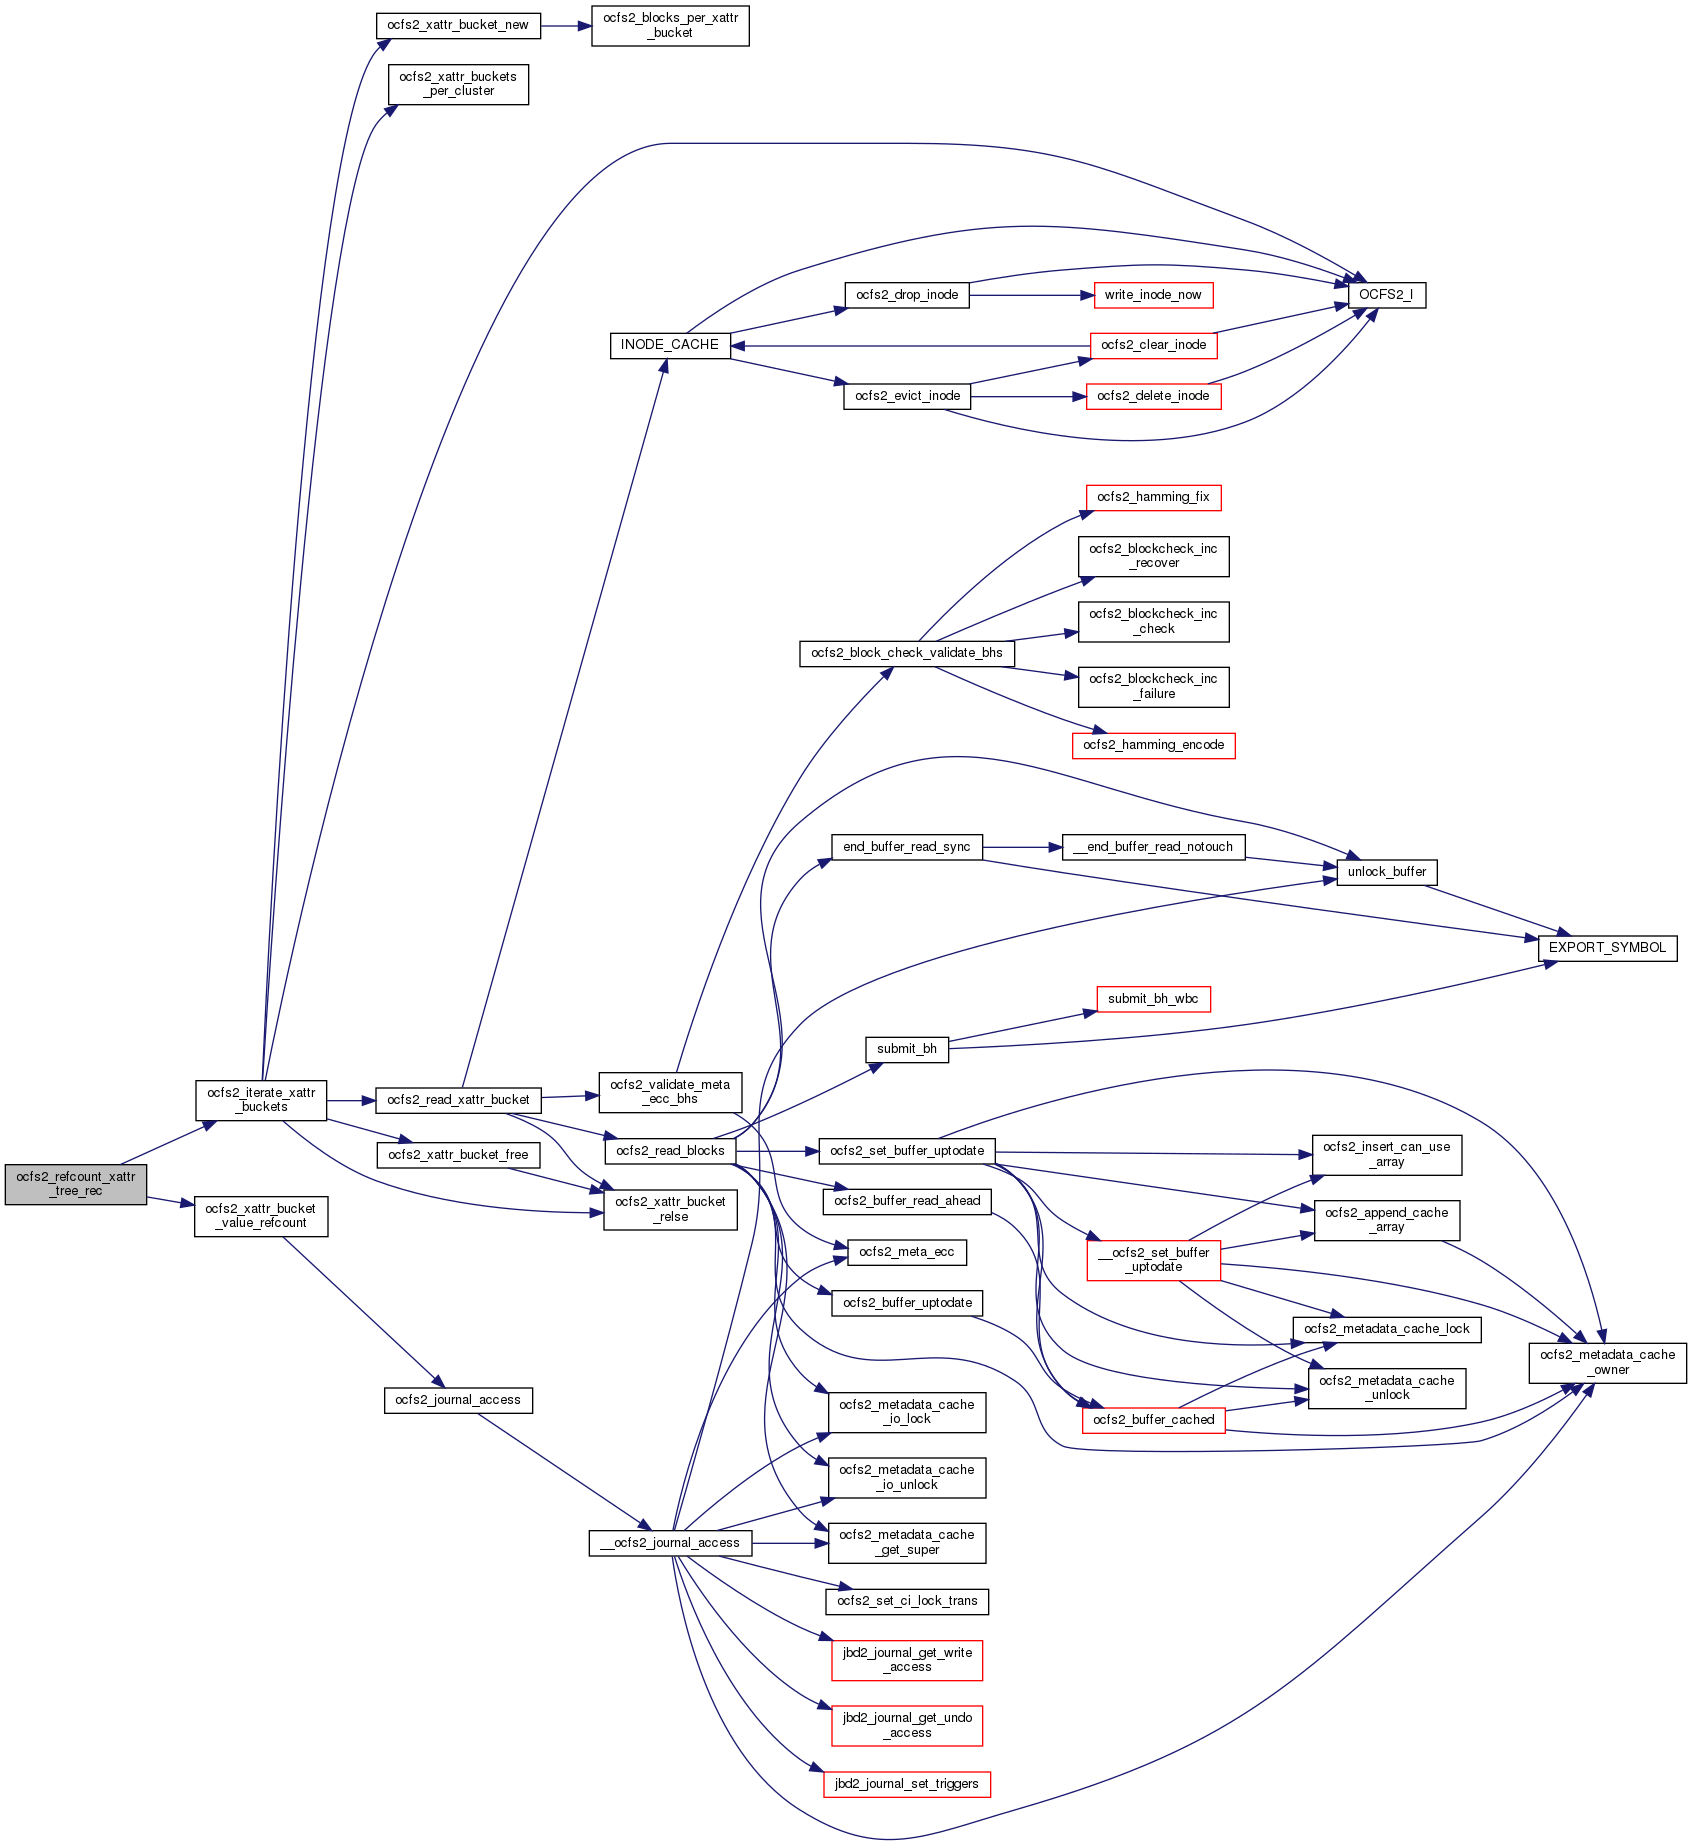 ocfs2_xattr_bucket_new
ocfs2_blocks_per_xattr
_bucket
ocfs2_xattr_buckets
_per_cluster
ocfs2_drop_inode
write_inode_now
OCFS2_I
INODE_CACHE
ocfs2_clear_inode
ocfs2_evict_inode
ocfs2_delete_inode
ocfs2_hamming_fix
ocfs2_blockcheck_inc
_recover
ocfs2_blockcheck_inc
_check
ocfs2_block_check_validate_bhs
ocfs2_blockcheck_inc
_failure
ocfs2_hamming_encode
end_buffer_read_sync
__end_buffer_read_notouch
unlock_buffer
EXPORT_SYMBOL
submit_bh_wbc
submit_bh
ocfs2_iterate_xattr
_buckets
ocfs2_read_xattr_bucket
ocfs2_validate_meta
_ecc_bhs
ocfs2_xattr_bucket_free
ocfs2_read_blocks
ocfs2_set_buffer_uptodate
ocfs2_insert_can_use
_array
ocfs2_refcount_xattr
_tree_rec
ocfs2_xattr_bucket
_value_refcount
ocfs2_xattr_bucket
_relse
ocfs2_buffer_read_ahead
ocfs2_append_cache
_array
ocfs2_meta_ecc
__ocfs2_set_buffer
_uptodate
ocfs2_buffer_uptodate
ocfs2_metadata_cache_lock
ocfs2_metadata_cache
_owner
ocfs2_metadata_cache
_unlock
ocfs2_journal_access
ocfs2_metadata_cache
_io_lock
ocfs2_buffer_cached
ocfs2_metadata_cache
_io_unlock
__ocfs2_journal_access
ocfs2_metadata_cache
_get_super
ocfs2_set_ci_lock_trans
jbd2_journal_get_write
_access
jbd2_journal_get_undo
_access
jbd2_journal_set_triggers